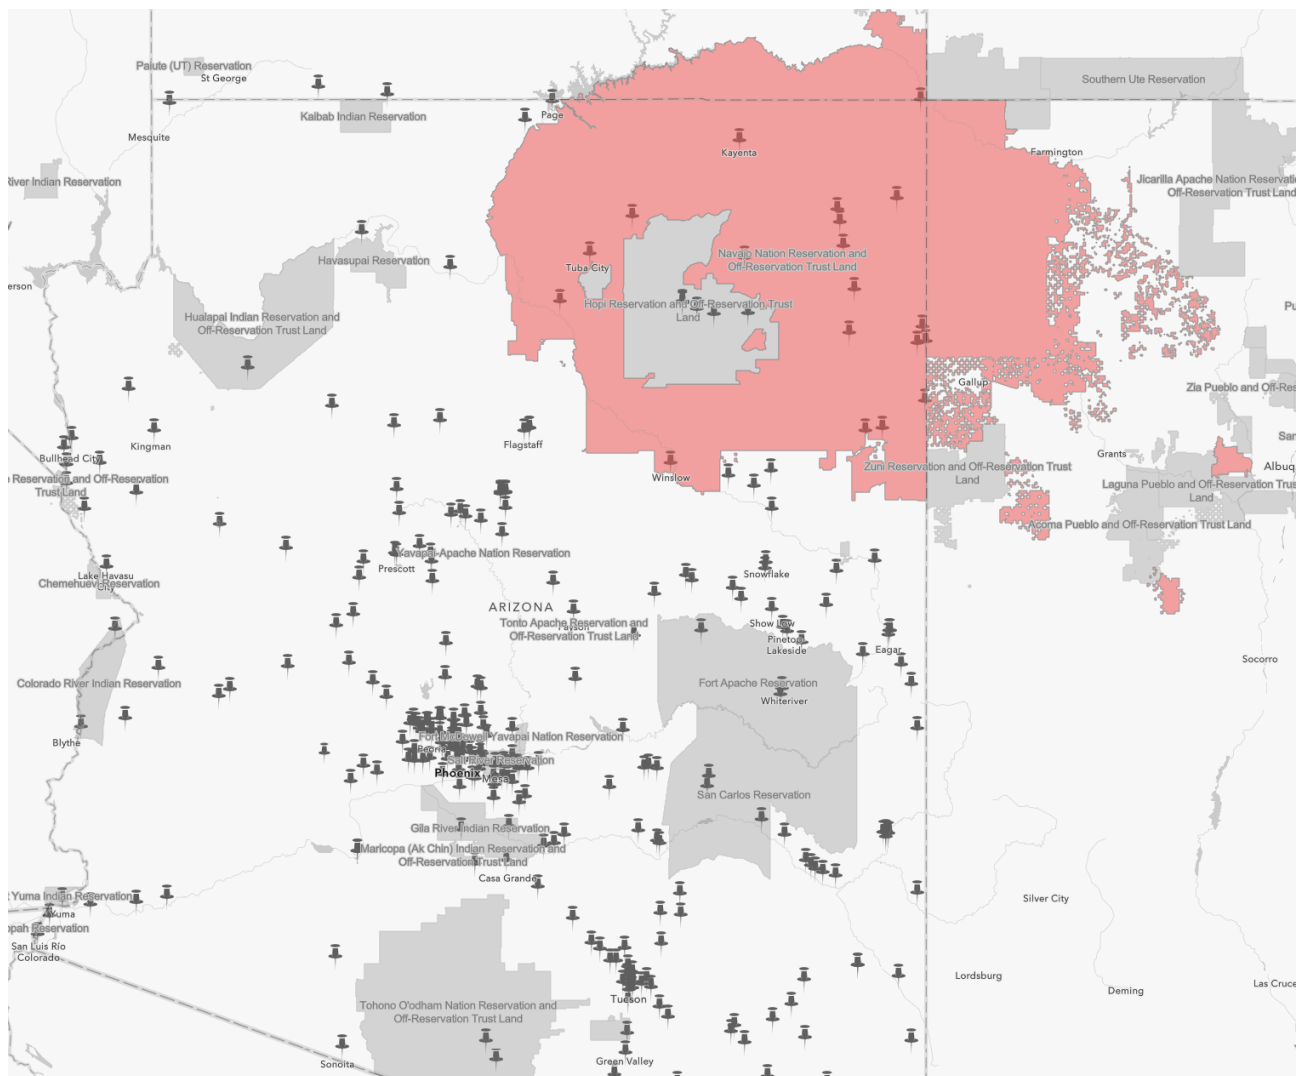 Paiute (UT) Reservation
St George
Southern Ute Reservation
Kaibab Indian Reservation
Page
Mesquite
Kayenta
Farmington
River Indian Reservation
Jicarilla Apache Nation Reservation
Off-Reservation Trust Land
Havasupai Reservation
Navajo Nation Reservation and
Off-Reservation Trust Land
Tuba City
erson
Hopi Reservation and Off-Reservation Trust
Land
Hualapai Indian Reservation and
Off-Reservation Trust Land
Pu
Gallup
Zia Pueblo and Off-Res
Kingman
Flagstaff
San
Bullhead City
Grants
Albuq
Zuni Reservation and Off-Reservation Trust
Land
e Reservation and Off-Reservation
Trust Land
Winslow
Laguna Pueblo and Off-Reservation Trus
Land
Acoma Pueblo and Off-Reservation Trust Land
Yavapai-Apache Nation Reservation
Prescott
Snowflake
Lake Havasu
City
Chemehuevi Reservation
ARIZONA
Payson
Tonto Apache Reservation and
Off-Reservation Trust Land
Show Low
Pinetop-
Lakeside
Eagar
Socorro
Colorado River Indian Reservation
Fort Apache Reservation
Whiteriver
Blythe
Fort McDowell Yavapai Nation Reservation
Peoria
Salt River Reservation
Phoenix
Mesa
San Carlos Reservation
Gila River Indian Reservation
Maricopa (Ak Chin) Indian Reservation and
Off-Reservation Trust Land
Casa Grande
t Yuma Indian Reservation
Yuma
opah Reservation
San Luis Río
Colorado
Silver City
Lordsburg
Deming
Las Cruce
Tucson
Tohono O'odham Nation Reservation and
Off-Reservation Trust Land
Sonoita
Green Valley